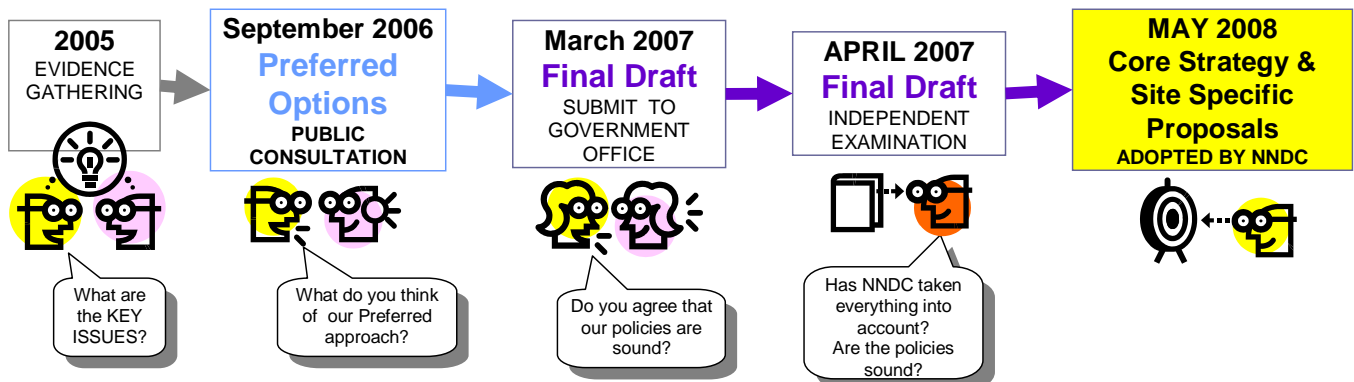 2005
EVIDENCE
GATHERING
What are
the KEY
ISSUES?
September 2006
Preferred
Options
PUBLIC
CONSULTATION
What do you think
of our Preferred
approach?
March 2007
Final Draft
SUBMIT TO
GOVERNMENT
OFFICE
Do you agree that
our policies are
sound?
APRIL 2007
Final Draft
INDEPENDENT
EXAMINATION
Has NNDC taken
everything into
account?
Are the policies
sound?
MAY 2008
Core Strategy &
Site Specific
Proposals
ADOPTED BY NNDC